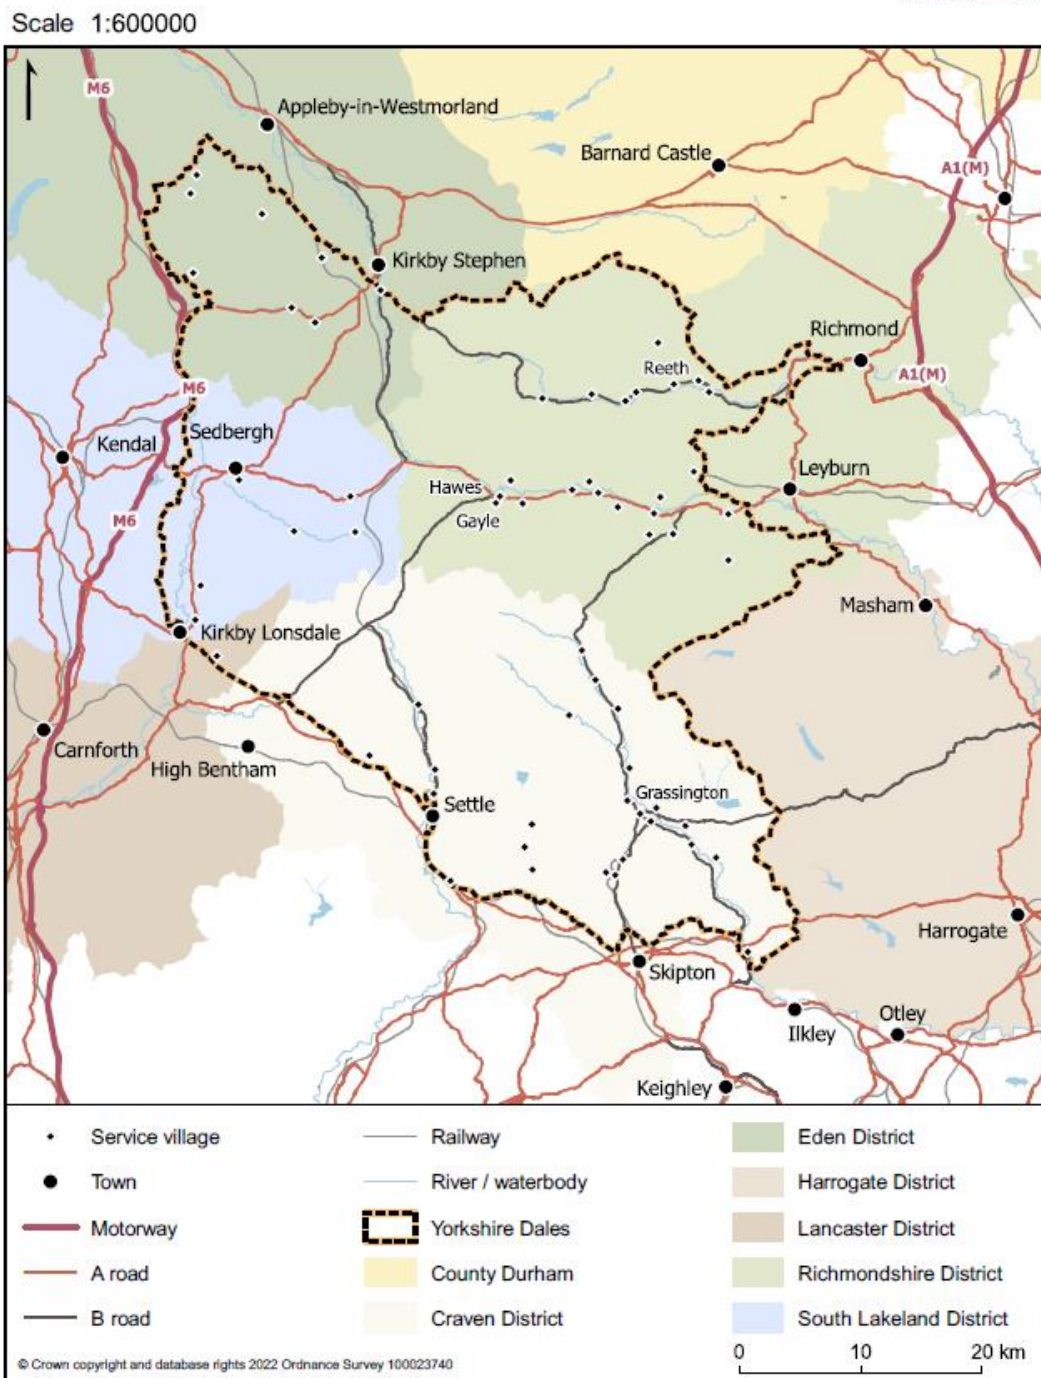 Scale 1:600000
M6
Appleby-in-Westmorland
Barnard Castle
A1(M)
Kirkby Stephen
Richmond
Reeth
A1(M)
M6
Kendal
Sedbergh
Leyburn
Hawes
Gayle
M6
Masham
Kirkby Lonsdale
Carnforth
High Bentham
Grassington
Settle
Harrogate
Skipton
Ilkley
Otley
Keighley
Service village
Railway
Eden District
Town
River / waterbody
Harrogate District
Motorway
Yorkshire Dales
Lancaster District
A road
County Durham
Richmondshire District
B road
Craven District
South Lakeland District
0 10 20 km
© Crown copyright and database rights 2022 Ordnance Survey 100023740